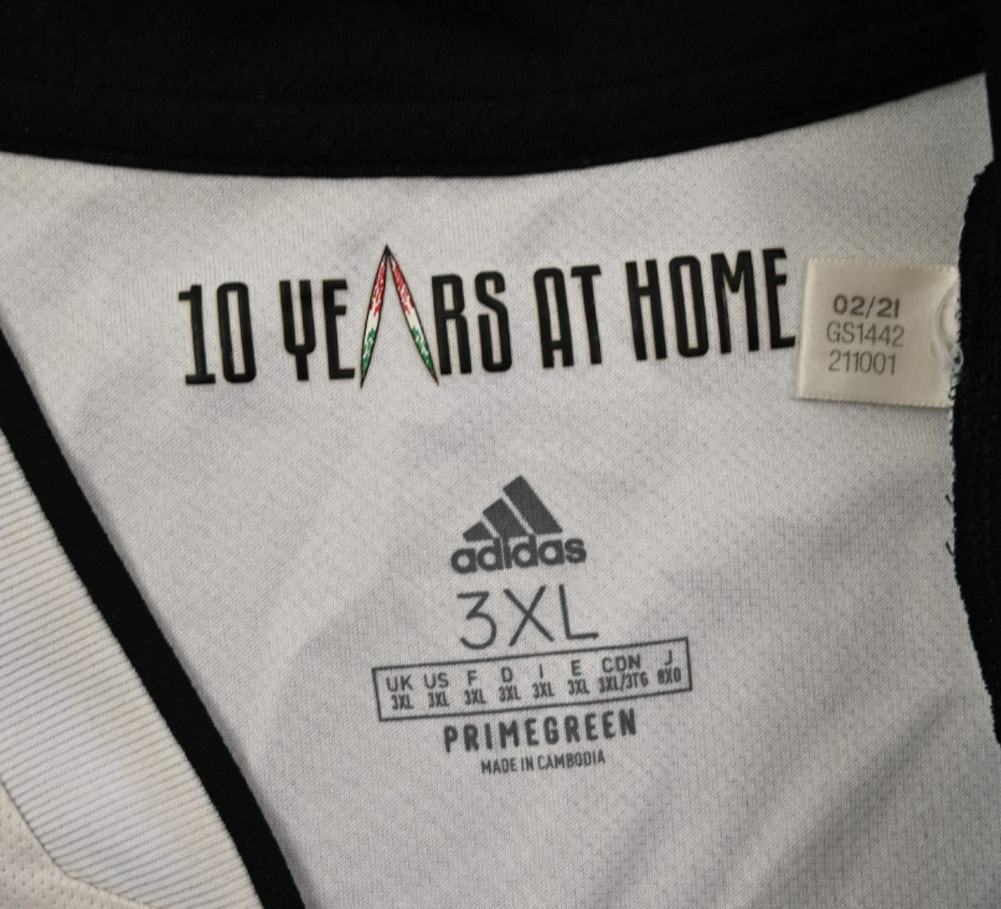 10 YEARS AT HOME
02/21
GS1442
211001
adidas
3XL
UK US F D I E CDN J
3XL 3XL 3XL 3XL 3XL 3XL 3XL/3TG 8XO
PRIMEGREEN
MADE IN CAMBODIA